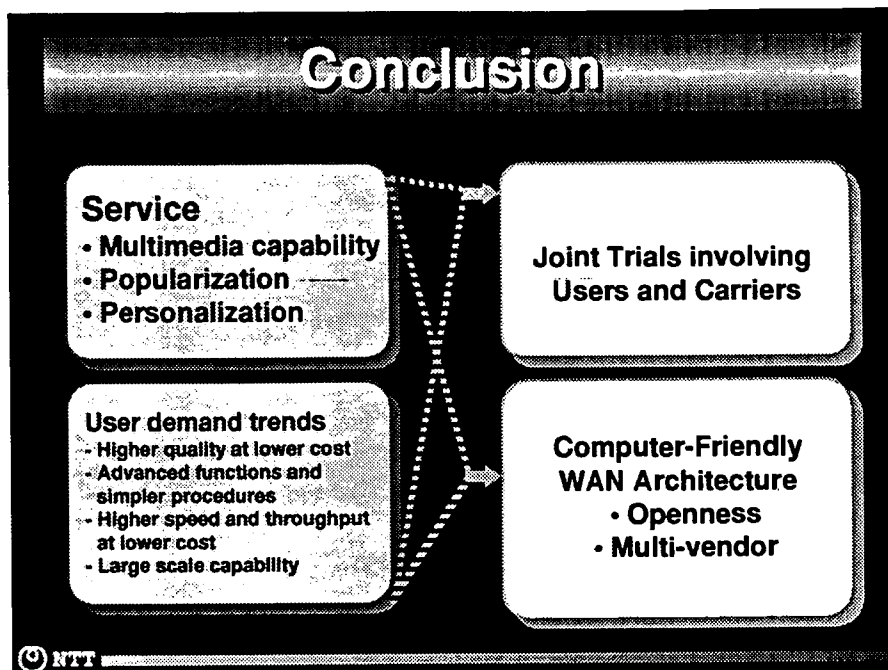 Conclusion
Service
• Multimedia capability
• Popularization
• Personalization
Joint Trials involving
Users and Carriers
User demand trends
- Higher quality at lower cost
- Advanced functions and
simpler procedures
- Higher speed and throughput
at lower cost
- Large scale capability
Computer-Friendly
WAN Architecture
• Openness
• Multi-vendor
NTT